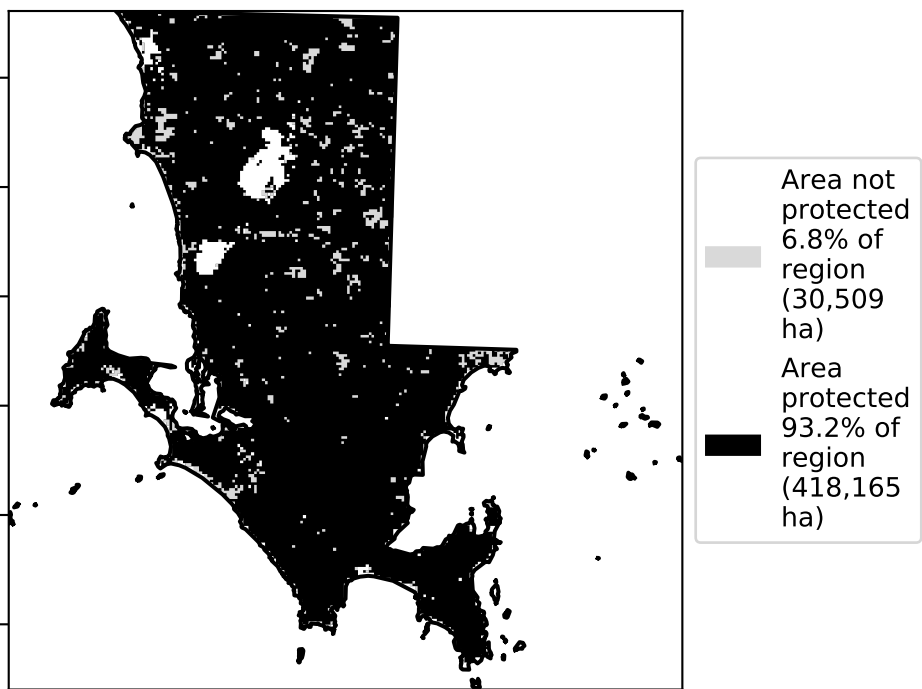 Area not
protected
6.8% of
region
(30,509
ha)
Area
protected
93.2% of
region
(418,165
ha)